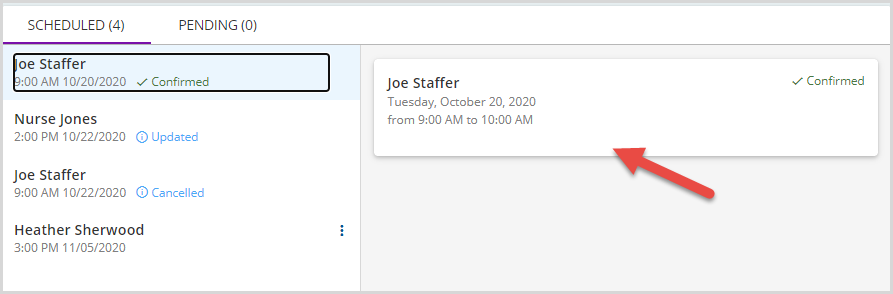 SCHEDULED (4) PENDING (0)
Joe Staffer
9:00 AM 10/20/2020 Confirmed
Nurse Jones
2:00 PM 10/22/2020 Updated
Joe Staffer
9:00 AM 10/22/2020 Cancelled
Heather Sherwood
3:00 PM 11/05/2020
Joe Staffer Confirmed
Tuesday, October 20, 2020
from 9:00 AM to 10:00 AM